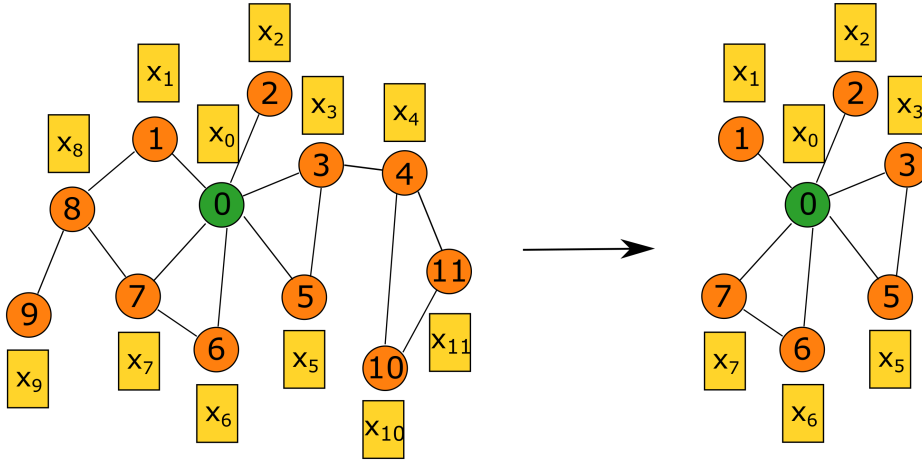 x₂
x₁
2
x₃
x₄
x₀
x₈
1
3
4
0
8
11
5
7
9
6
10
x₁₁
x₇
x₅
x₉
x₆
x₁₀
x₂
x₁
2
x₃
x₀
1
3
0
7
5
6
x₇
x₅
x₆